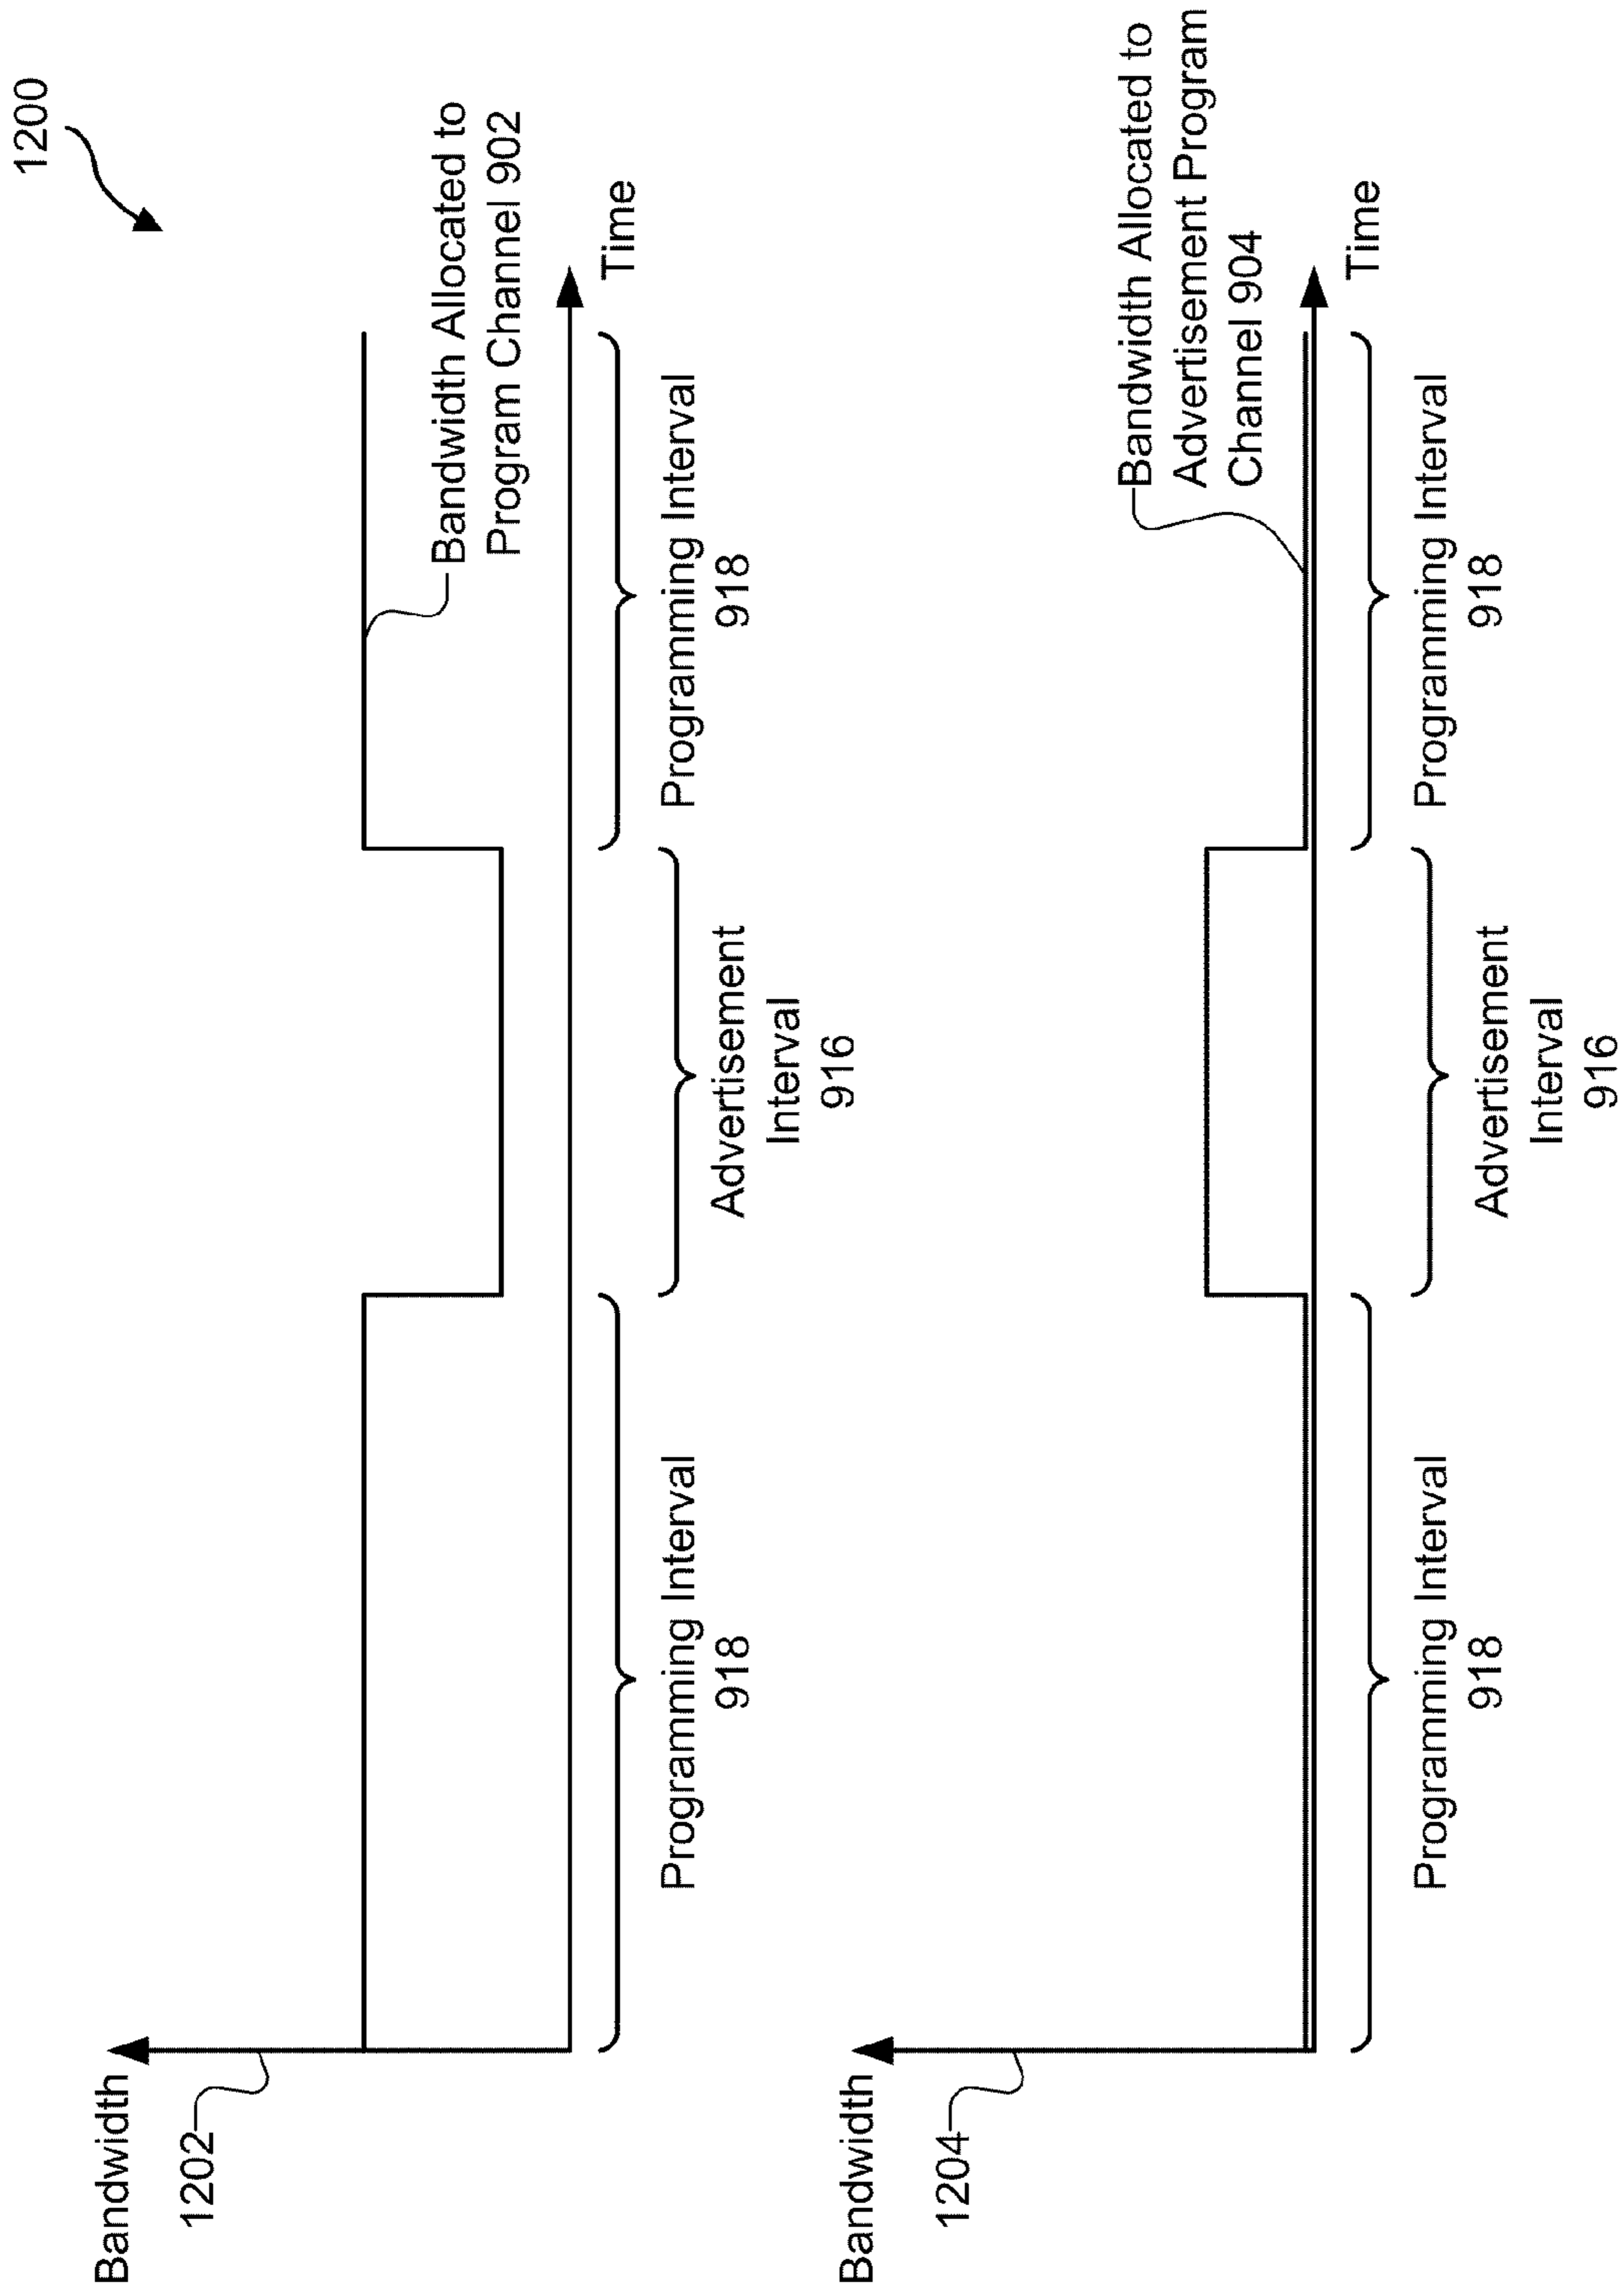 1200
Bandwidth
1202
Bandwidth Allocated to
Program Channel 902
Time
Programming Interval
918
Advertisement
Interval
916
Programming Interval
918
Bandwidth
1204
Bandwidth Allocated to
Advertisement Program
Channel 904
Time
Programming Interval
918
Advertisement
Interval
916
Programming Interval
918